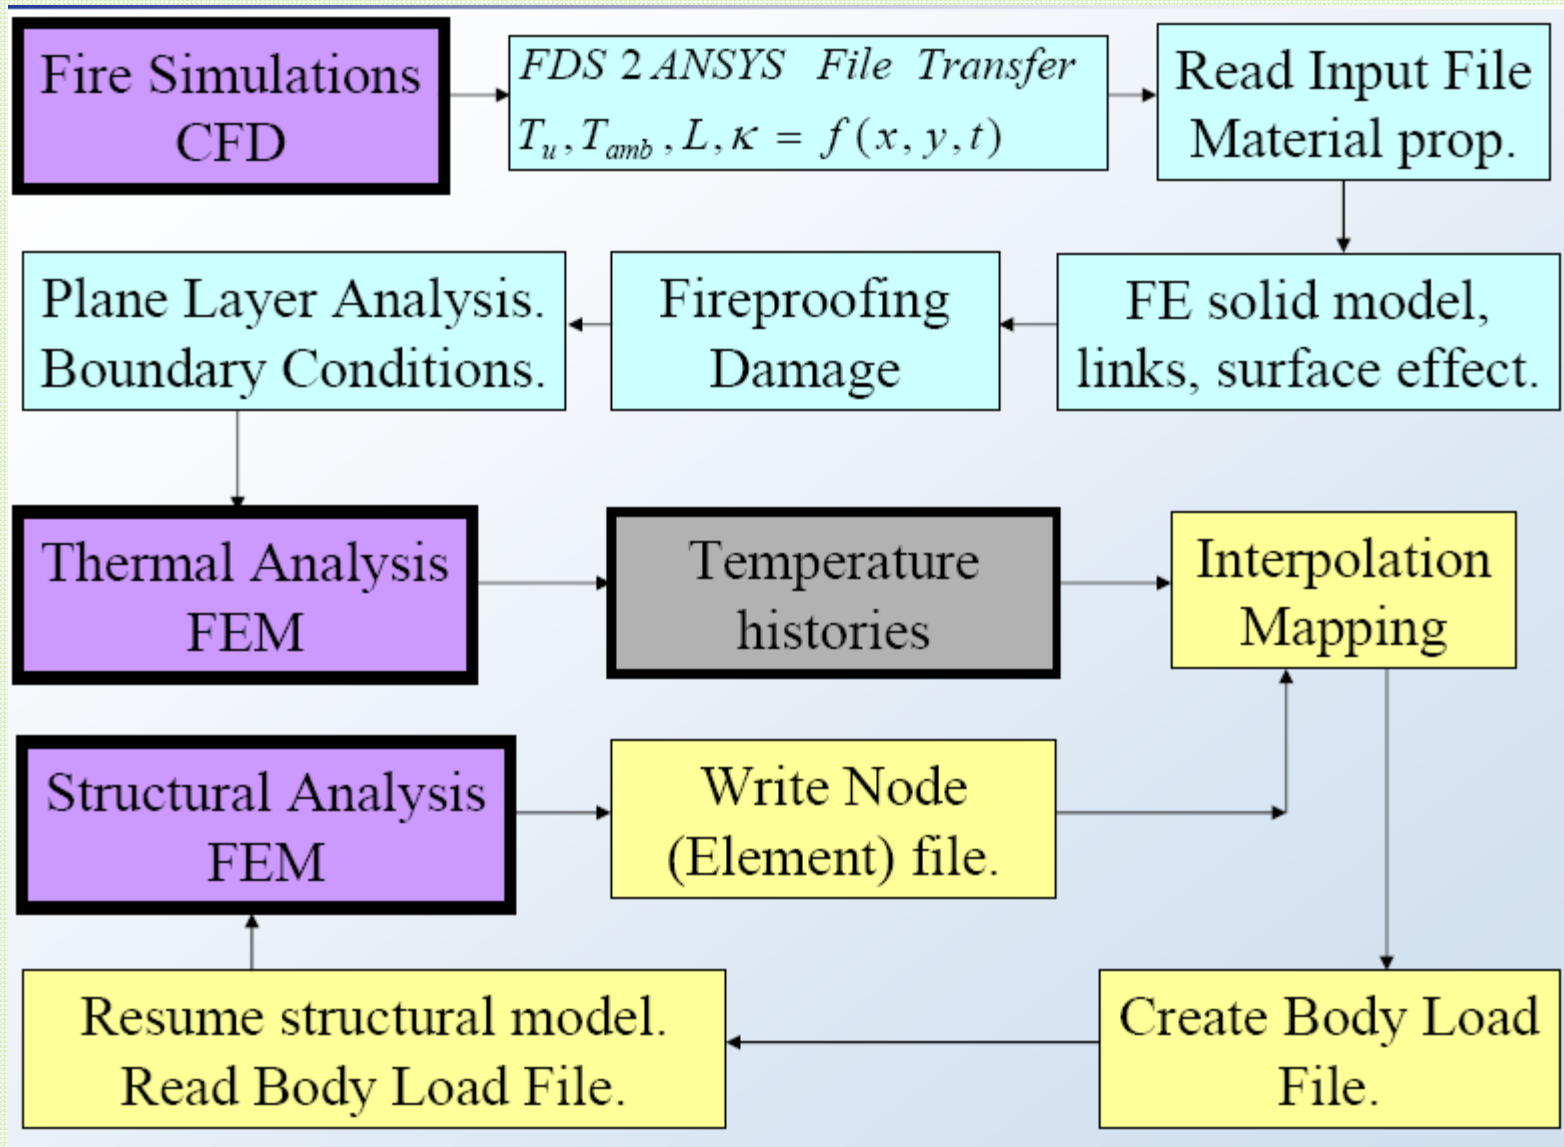 Fire Simulations
CFD
FDS 2 ANSYS File Transfer
T_u, T_amb, L, κ = f(x, y, t)
Read Input File
Material prop.
Plane Layer Analysis.
Boundary Conditions.
Fireproofing
Damage
FE solid model,
links, surface effect.
Thermal Analysis
FEM
Temperature
histories
Interpolation
Mapping
Structural Analysis
FEM
Write Node
(Element) file.
Resume structural model.
Read Body Load File.
Create Body Load
File.